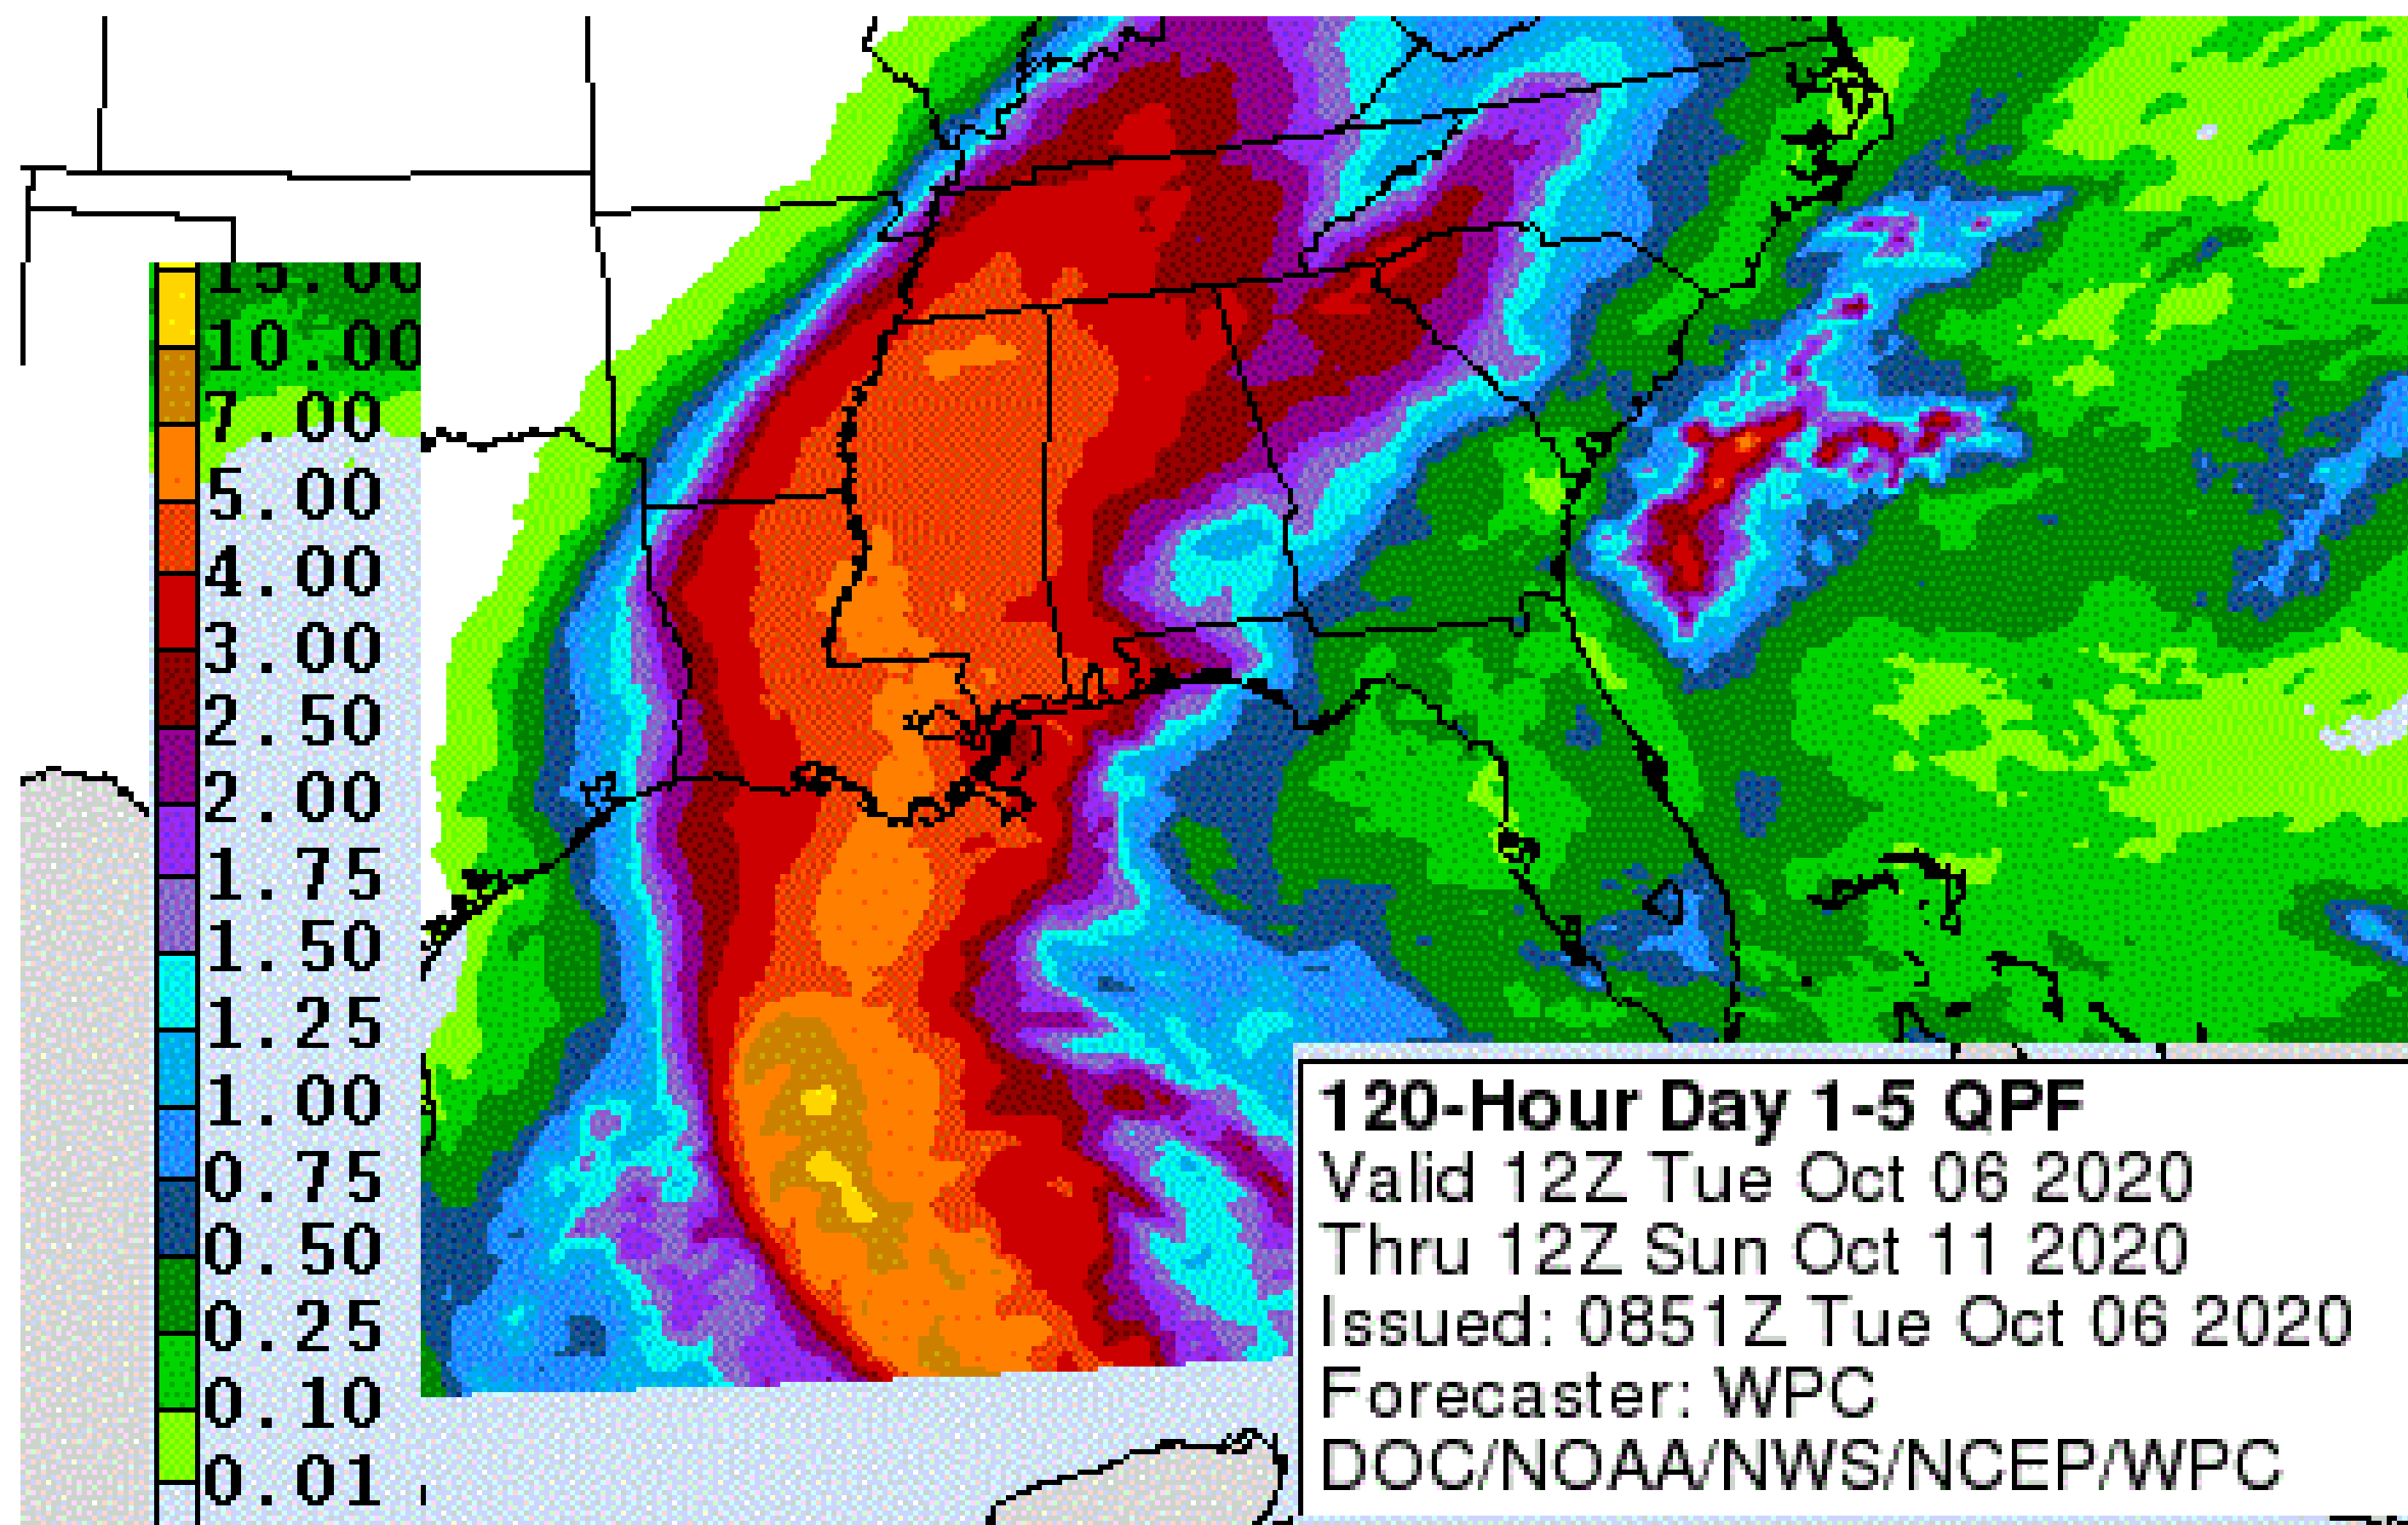 15.00
10.00
7.00
5.00
4.00
3.00
2.50
2.00
1.75
1.50
1.25
1.00
0.75
0.50
0.25
0.10
0.01
120-Hour Day 1-5 QPF
Valid 12Z Tue Oct 06 2020
Thru 12Z Sun Oct 11 2020
Issued: 0851Z Tue Oct 06 2020
Forecaster: WPC
DOC/NOAA/NWS/NCEP/WPC